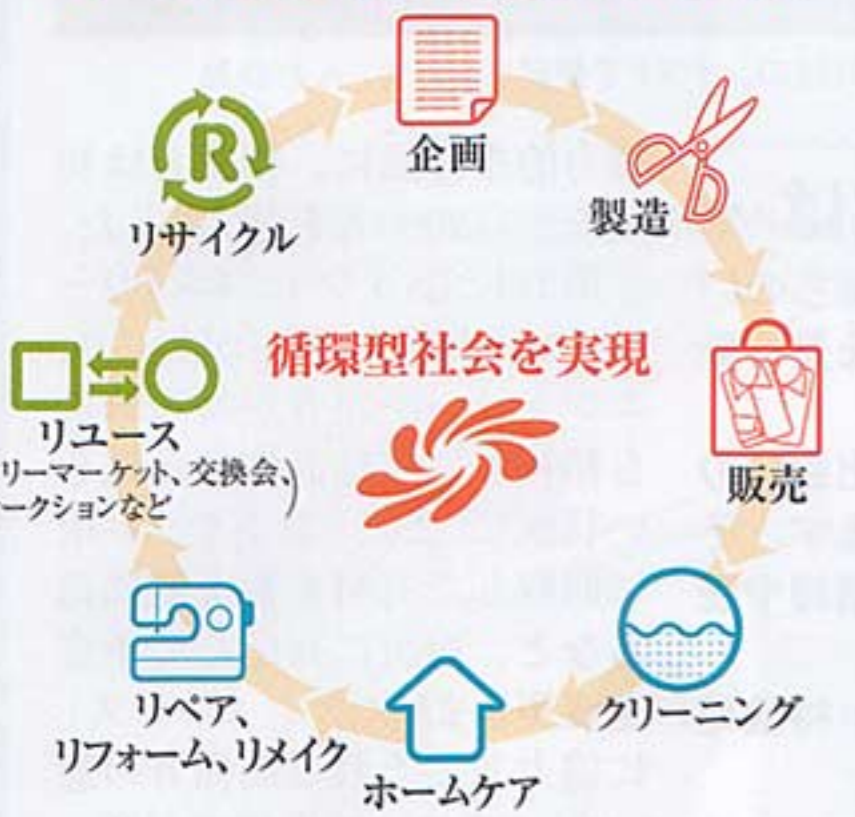 企画
製造
販売
クリーニング
ホームケア
リペア、
リフォーム、リメイク
リユース
リーマーケット、交換会、)
ークションなど
R
リサイクル
循環型社会を実現